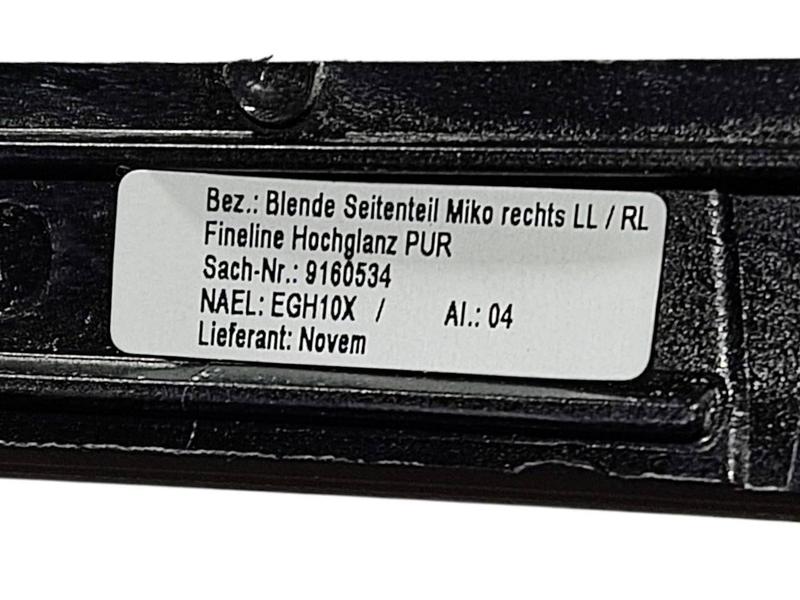 Bez.: Blende Seitenteil Miko rechts LL / RL
Fineline Hochglanz PUR
Sach-Nr.: 9160534
NAEL: EGH10X / AI.: 04
Lieferant: Novem